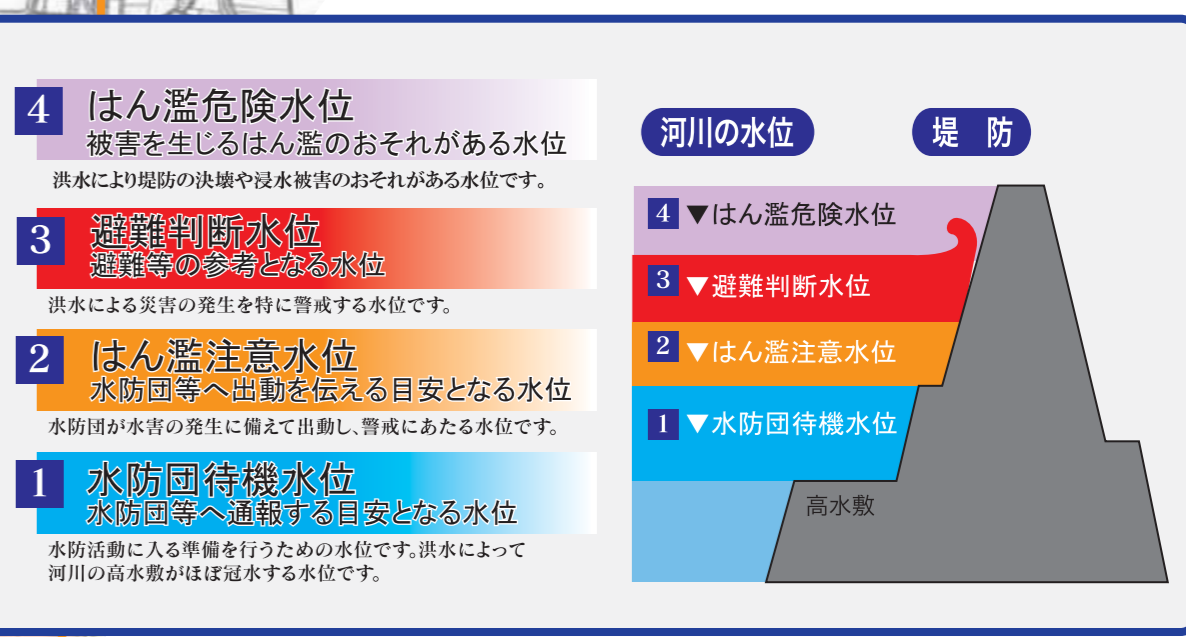 4 はん濫危険水位
被害を生じるはん濫のおそれがある水位
洪水により堤防の決壊や浸水被害のおそれがある水位です。
3 避難判断水位
避難等の参考となる水位
洪水による災害の発生を特に警戒する水位です。
2 はん濫注意水位
水防団等へ出動を伝える目安となる水位
水防団が水害の発生に備えて出動し、警戒にあたる水位です。
1 水防団待機水位
水防団等へ通報する目安となる水位
水防活動に入る準備を行うための水位です。洪水によって
河川の高水敷がほぼ冠水する水位です。
河川の水位 堤 防
4 ▼はん濫危険水位
3 ▼避難判断水位
2 ▼はん濫注意水位
1 ▼水防団待機水位
高水敷